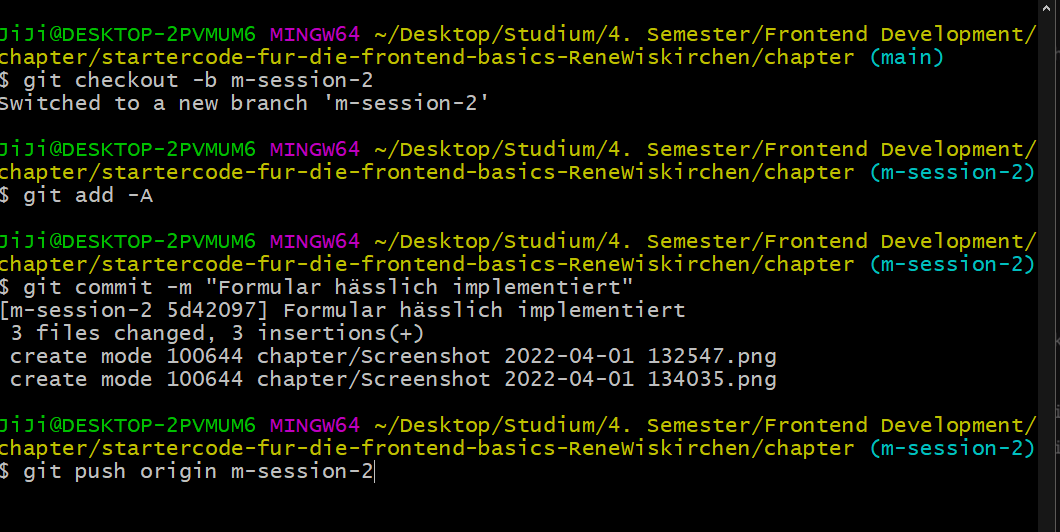 JiJi@DESKTOP-2PVMUM6 MINGW64 ~/Desktop/Studium/4. Semester/Frontend Development/
chapter/startercode-fur-die-frontend-basics-ReneWiskirchen/chapter (main)
$ git checkout -b m-session-2
Switched to a new branch 'm-session-2'
JiJi@DESKTOP-2PVMUM6 MINGW64 ~/Desktop/Studium/4. Semester/Frontend Development/
chapter/startercode-fur-die-frontend-basics-ReneWiskirchen/chapter (m-session-2)
$ git add -A
JiJi@DESKTOP-2PVMUM6 MINGW64 ~/Desktop/Studium/4. Semester/Frontend Development/
chapter/startercode-fur-die-frontend-basics-ReneWiskirchen/chapter (m-session-2)
$ git commit -m "Formular hässlich implementiert"
[m-session-2 5d42097] Formular hässlich implementiert
3 files changed, 3 insertions(+)
create mode 100644 chapter/Screenshot 2022-04-01 132547.png
create mode 100644 chapter/Screenshot 2022-04-01 134035.png
JiJi@DESKTOP-2PVMUM6 MINGW64 ~/Desktop/Studium/4. Semester/Frontend Development/
chapter/startercode-fur-die-frontend-basics-ReneWiskirchen/chapter (m-session-2)
$ git push origin m-session-2